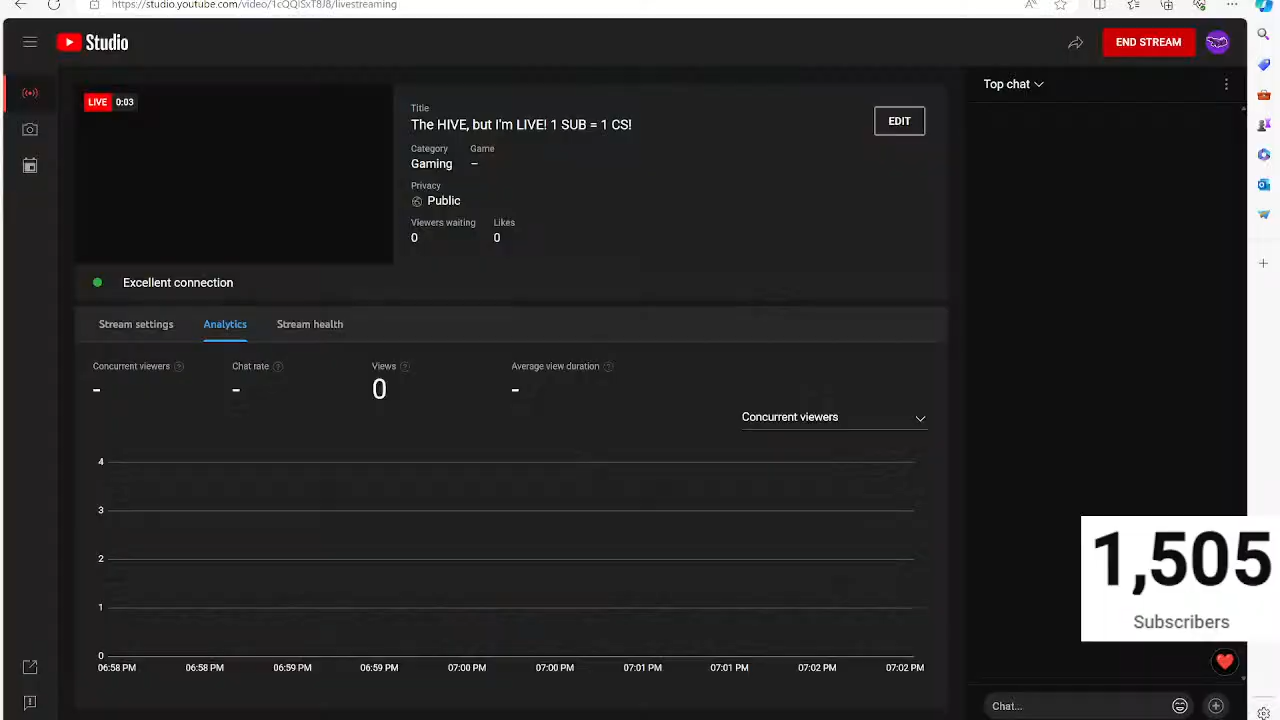 https://studio.youtube.com/video/1cQQISxT8J8/livestreaming
Studio
END STREAM
LIVE 0:03
Title
The HIVE, but I'm LIVE! 1 SUB = 1 CS!
EDIT
Category Game
Gaming –
Privacy
Public
Viewers waiting Likes
0 0
Excellent connection
Stream settings Analytics Stream health
Concurrent viewers Chat rate Views Average view duration
- - 0 -
Concurrent viewers
4
3
2
1
0
06:58 PM 06:58 PM 06:59 PM 06:59 PM 07:00 PM 07:00 PM 07:01 PM 07:01 PM 07:02 PM 07:02 PM
Top chat
1,505
Subscribers
Chat...